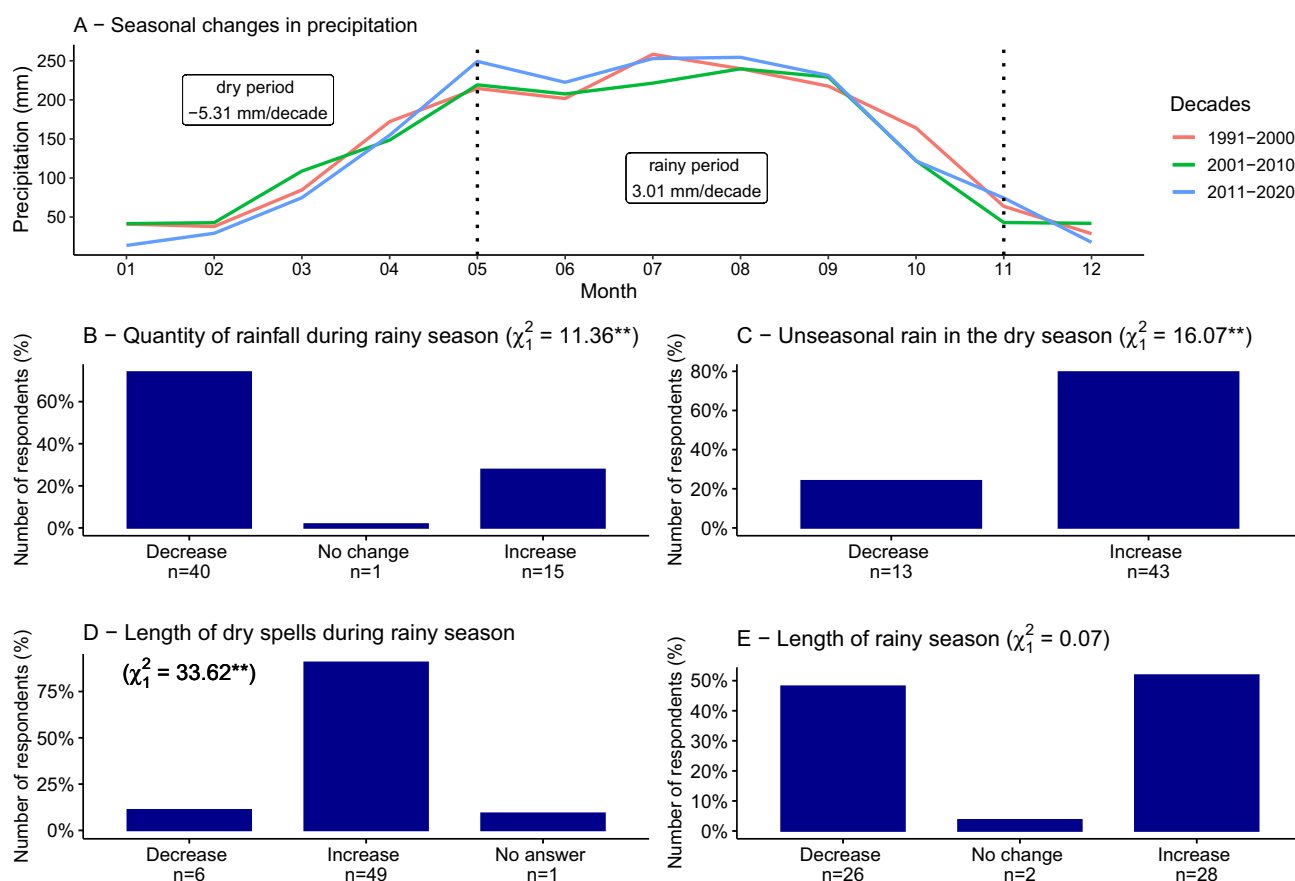 A − Seasonal changes in precipitation
Precipitation (mm)
250
200
150
100
50
dry period
−5.31 mm/decade
rainy period
3.01 mm/decade
01 02 03 04 05 06 07 08 09 10 11 12
Month
Decades
1991−2000
2001−2010
2011−2020
B − Quantity of rainfall during rainy season (χ²₁ = 11.36**)
Number of respondents (%)
60%
40%
20%
0%
Decrease No change Increase
n=40 n=1 n=15
C − Unseasonal rain in the dry season (χ²₁ = 16.07**)
Number of respondents (%)
80%
60%
40%
20%
0%
Decrease Increase
n=13 n=43
D − Length of dry spells during rainy season
(χ²₁ = 33.62**)
Number of respondents (%)
75%
50%
25%
0%
Decrease Increase No answer
n=6 n=49 n=1
E − Length of rainy season (χ²₁ = 0.07)
Number of respondents (%)
50%
40%
30%
20%
10%
0%
Decrease No change Increase
n=26 n=2 n=28